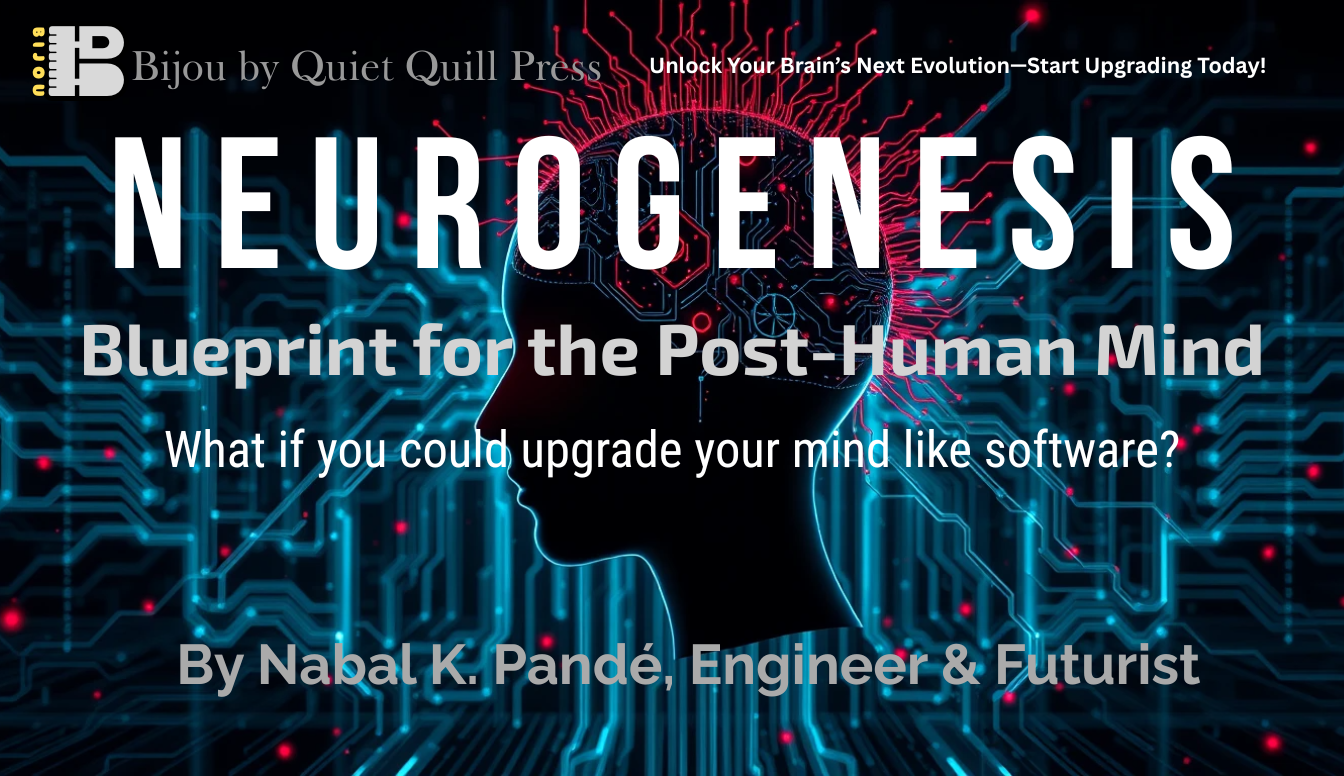 BIJOU
B
Bijou by Quiet Quill Press
Unlock Your Brain’s Next Evolution—Start Upgrading Today!
NEUROGENESIS
Blueprint for the Post-Human Mind
What if you could upgrade your mind like software?
By Nabal K. Pandé, Engineer & Futurist